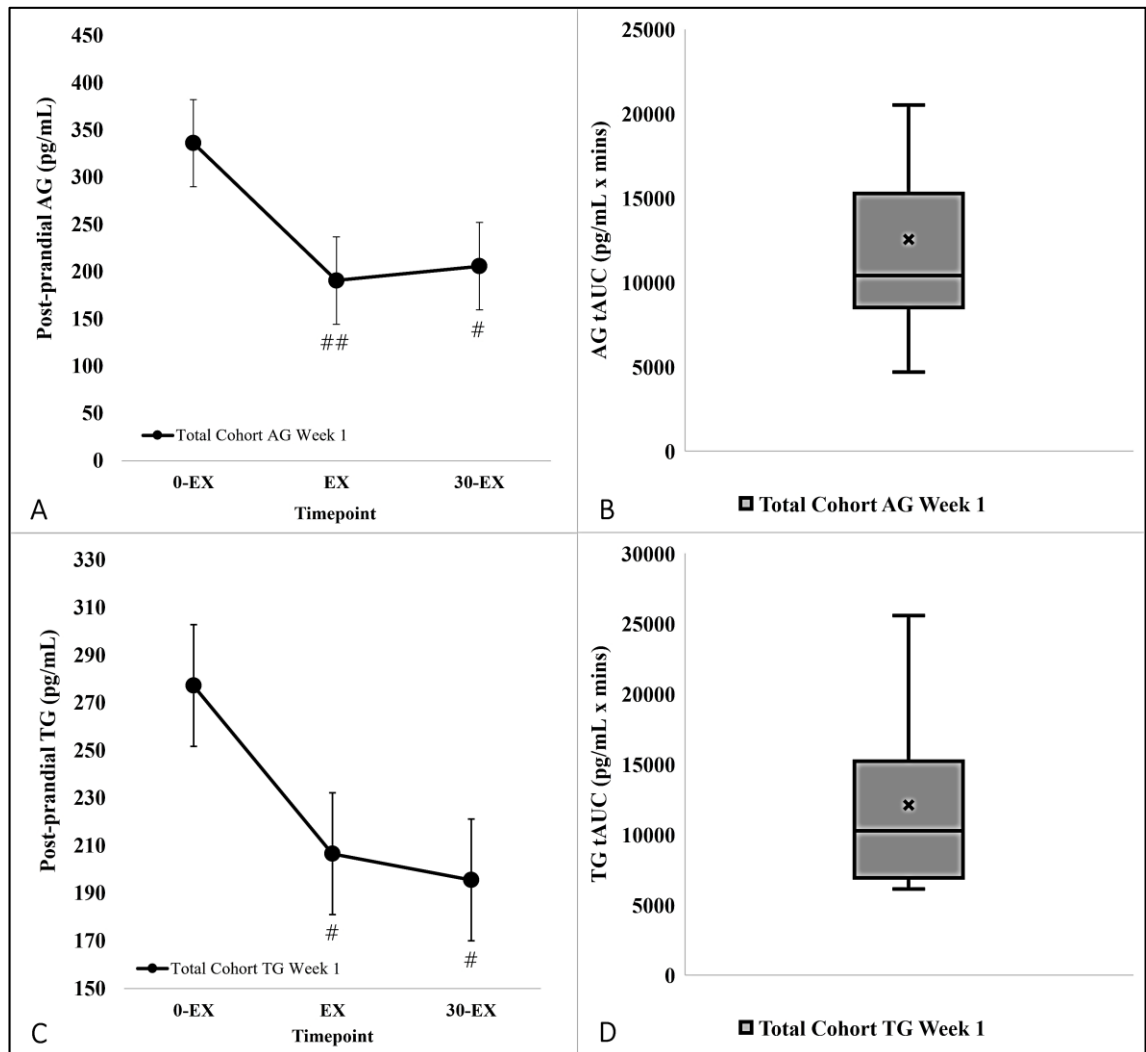 Post-prandial AG (pg/mL)
450
400
350
300
250
200
150
100
50
0
##
#
Total Cohort AG Week 1
0-EX EX 30-EX
Timepoint
A
AG tAUC (pg/mL x mins)
25000
20000
15000
10000
5000
0
Total Cohort AG Week 1
B
Post-prandial TG (pg/mL)
330
310
290
270
250
230
210
190
170
150
#
#
Total Cohort TG Week 1
0-EX EX 30-EX
Timepoint
C
TG tAUC (pg/mL x mins)
30000
25000
20000
15000
10000
5000
0
Total Cohort TG Week 1
D